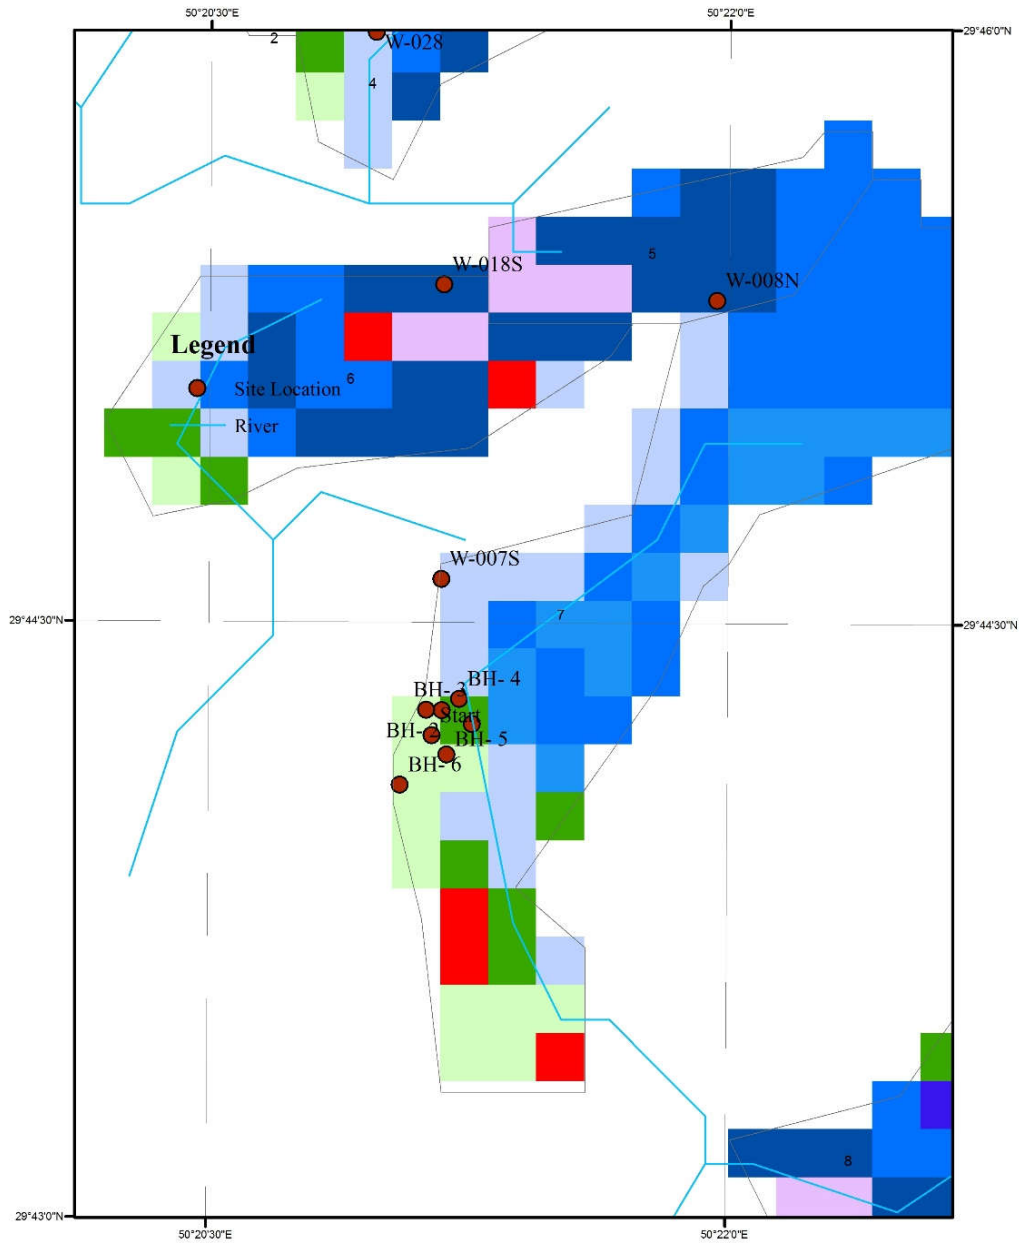 50°20'30"E
50°22'0"E
29°46'0"N
2
W-028
4
5
W-018S
W-008N
Legend
6
Site Location
River
W-007S
29°44'30"N
29°44'30"N
7
BH- 4
BH- 3
Start
BH- 2
BH- 5
BH- 6
8
29°43'0"N
50°20'30"E
50°22'0"E